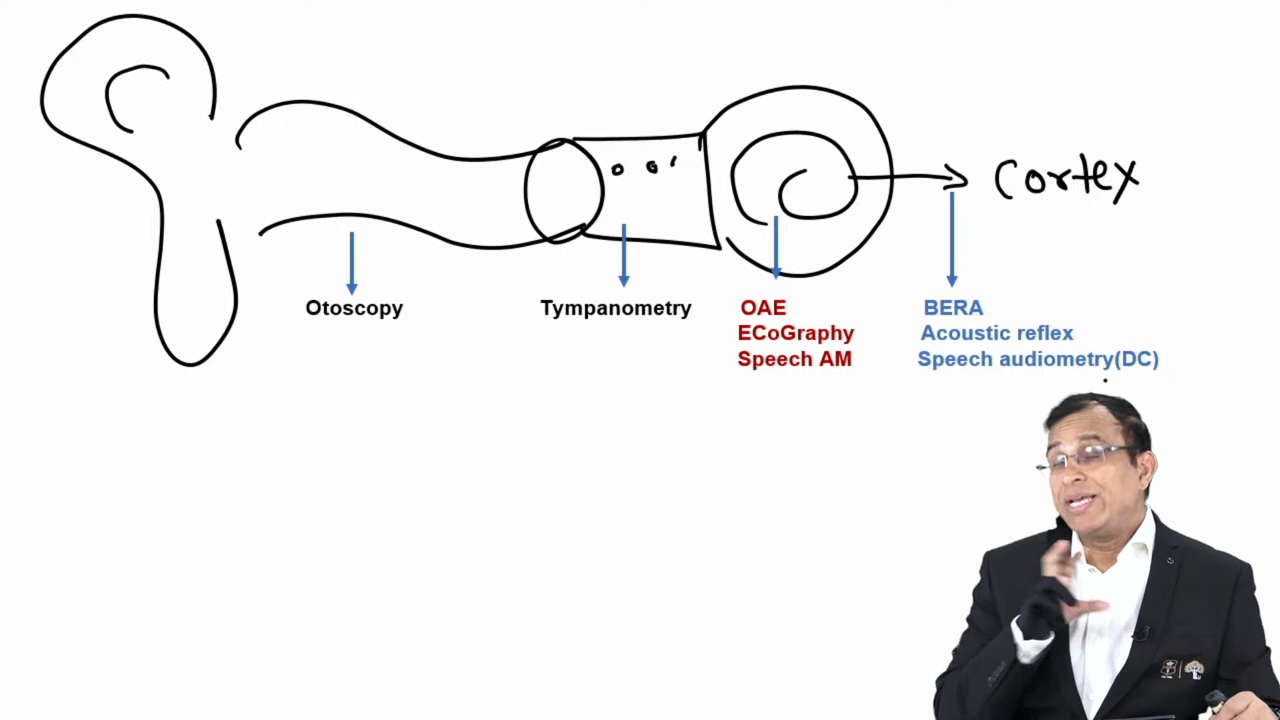 Cortex
Otoscopy
Tympanometry
OAE
ECoGraphy
Speech AM
BERA
Acoustic reflex
Speech audiometry(DC)